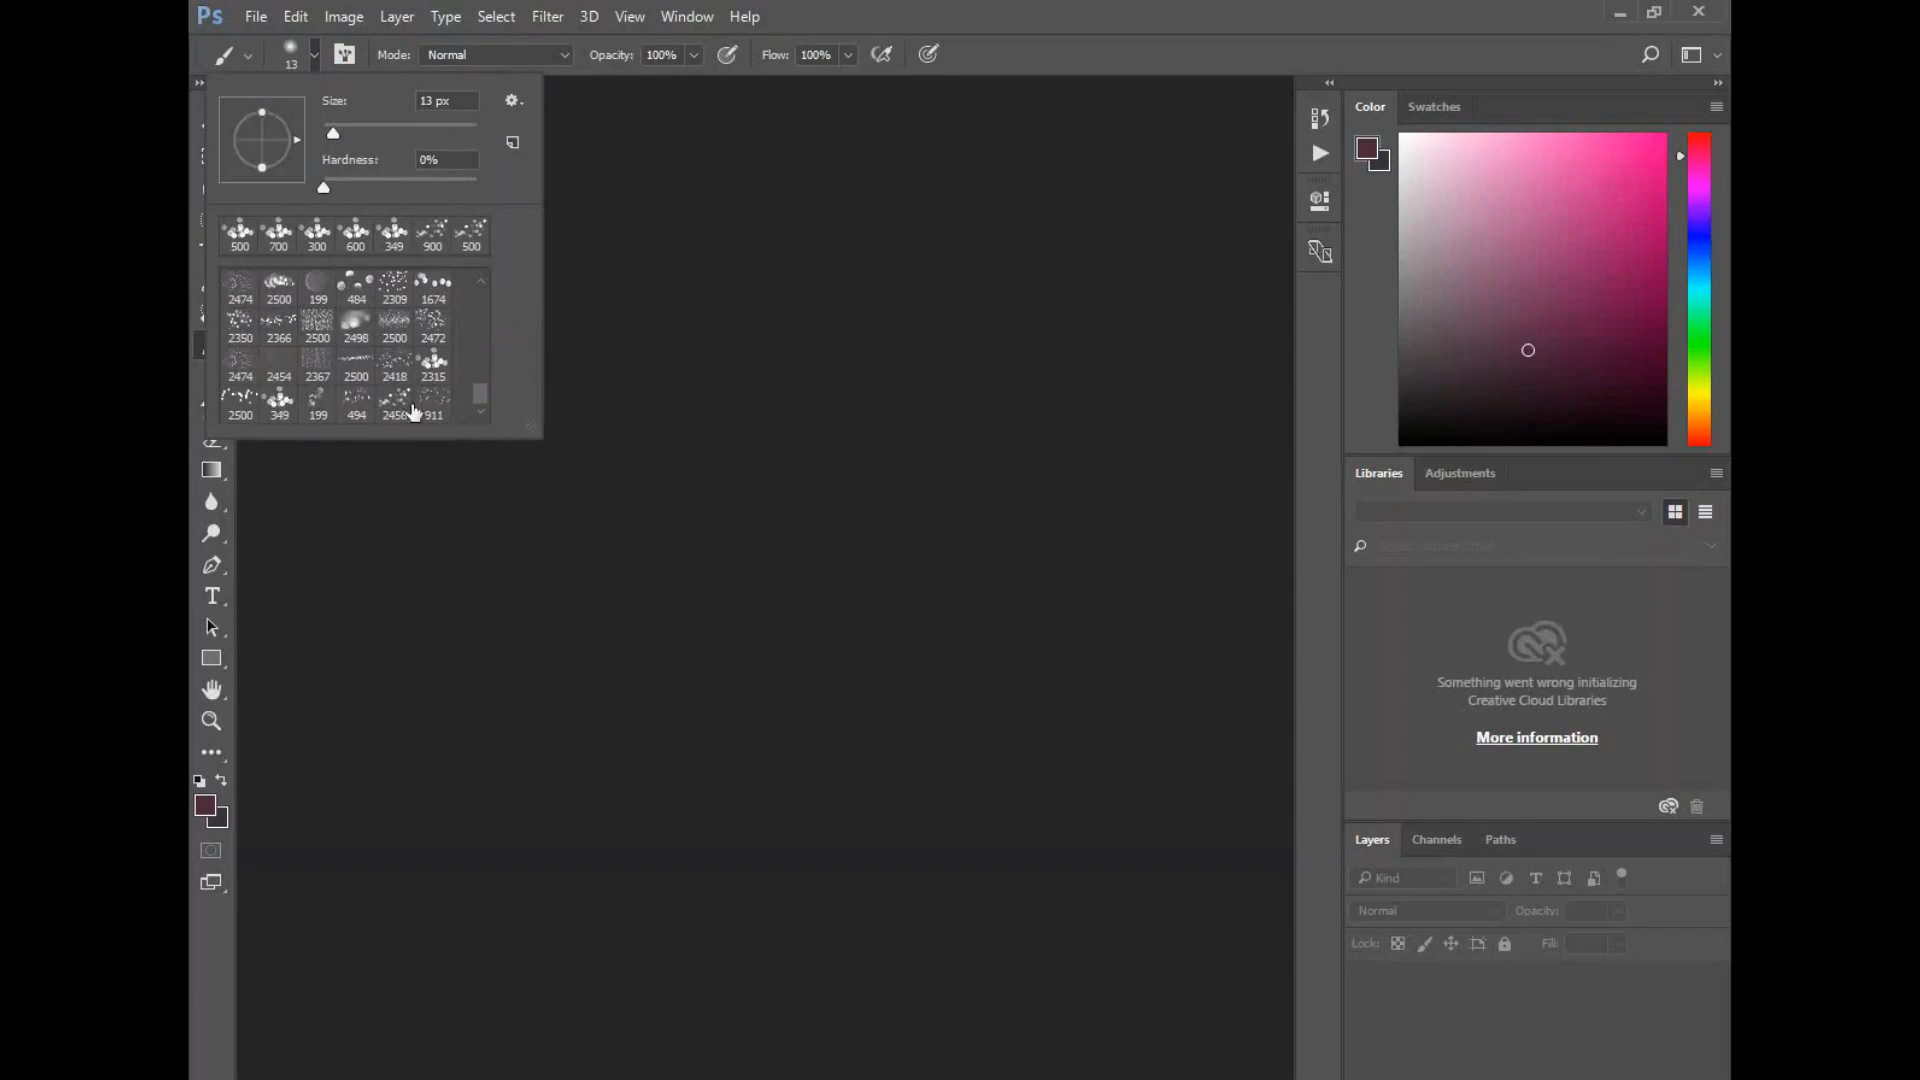 Ps File Edit Image Layer Type Select Filter 3D View Window Help
13 Mode: Normal Opacity: 100% Flow: 100%
Size: 13 px
Hardness: 0%
500 700 300 600 349 900 500
2474 2500 199 484 2309 1674
2350 2366 2500 2498 2500 2472
2474 2454 2367 2500 2418 2315
2500 349 199 494 2456 911
Color Swatches
Libraries Adjustments
Something went wrong initializing
Creative Cloud Libraries
More information
Layers Channels Paths
Kind
Normal Opacity:
Lock: Fill: